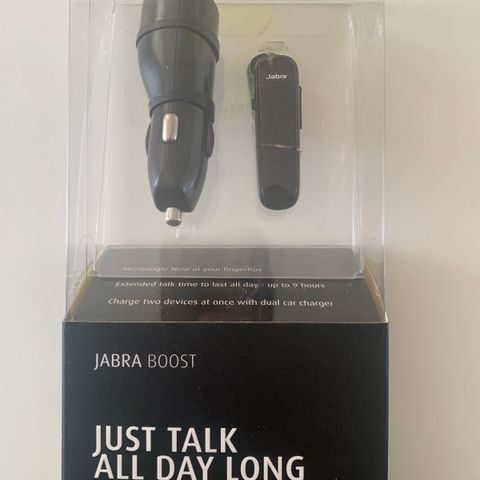 Jabra
Siri/Google Now at your fingertips
Extended talk time to last all day - up to 9 hours
Charge two devices at once with dual car charger
JABRA BOOST
JUST TALK
ALL DAY LONG